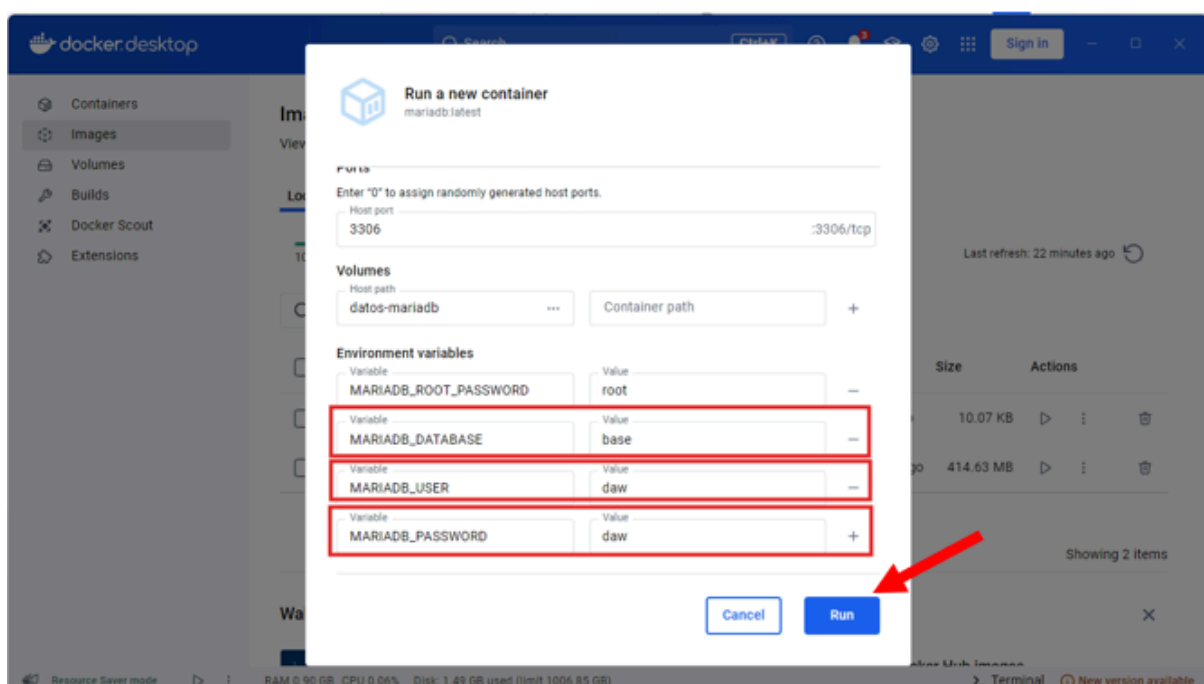 docker.desktop
Search
Ctrl+K
3
Sign in
Containers
Images
Volumes
Builds
Docker Scout
Extensions
Run a new container
mariadb:latest
Ports
Enter "0" to assign randomly generated host ports.
Host port
3306 :3306/tcp
Last refresh: 22 minutes ago
Volumes
Host path
datos-mariadb ... Container path +
Environment variables
Variable Value
MARIADB_ROOT_PASSWORD root −
Variable Value
MARIADB_DATABASE base −
Variable Value
MARIADB_USER daw −
Variable Value
MARIADB_PASSWORD daw +
Size Actions
10.07 KB
go 414.63 MB
Showing 2 items
Cancel Run
Wa
Resource Saver mode RAM 0.90 GB CPU 0.06% Disk: 1.49 GB used (limit 1006.85 GB) Terminal New version available